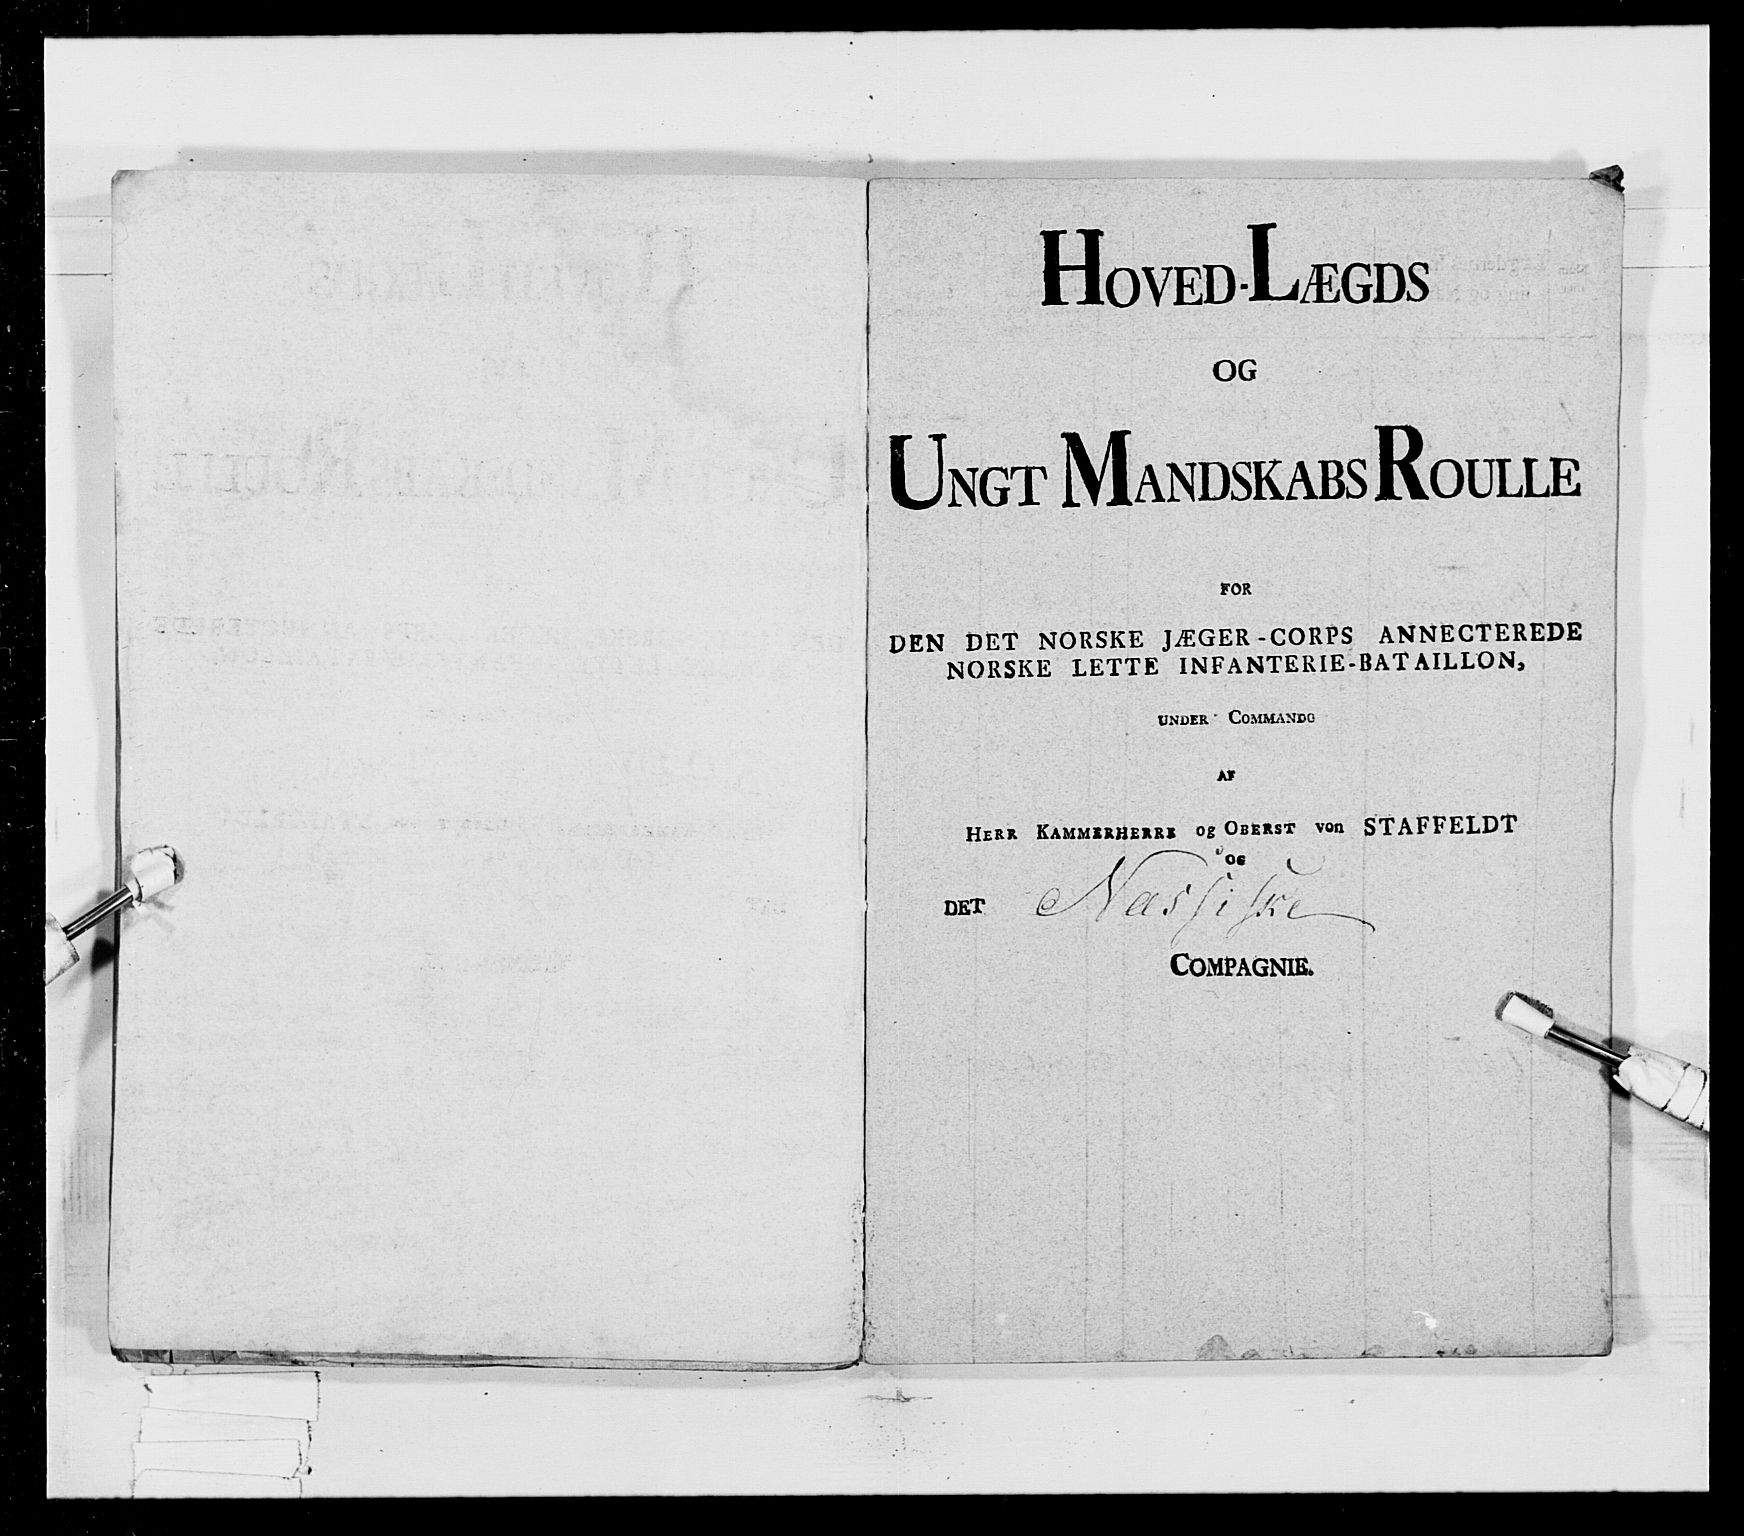 HOVED-LÆGDS
OG
UNGT MANDSKABS ROULLE
FOR
DEN DET NORSKE JÆGER-CORPS ANNECTEREDE
NORSKE LETTE INFANTERIE-BATAILLON,
UNDER COMMANDO
AF
HERR KAMMERHERRE og OBERST von STAFFELDT
OG
DET Nassiske
COMPAGNIE.